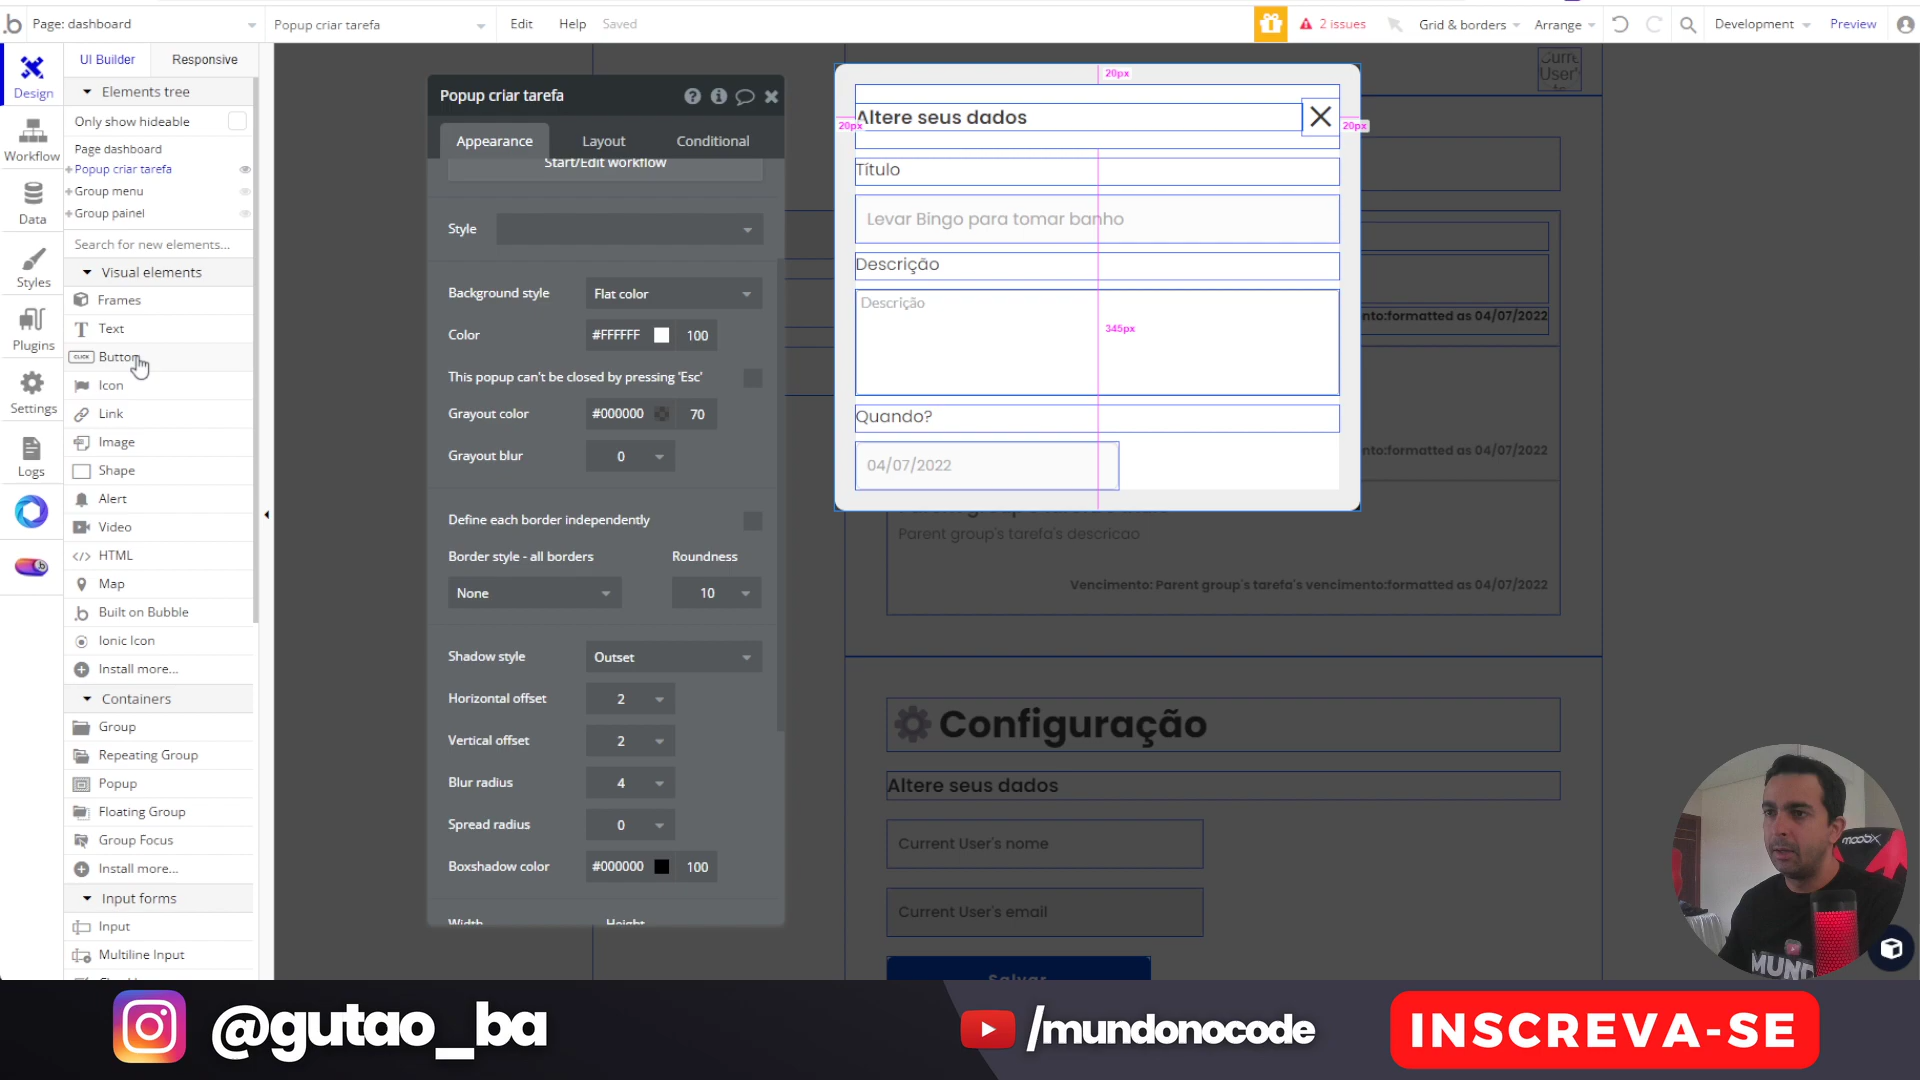 Page: dashboard
Popup criar tarefa
Edit
Help
Saved
2 issues
Grid & borders
Arrange
Development
Preview
UI Builder
Responsive
Design
Workflow
Data
Styles
Plugins
Settings
Logs
Elements tree
Only show hideable
Page dashboard
Popup criar tarefa
Group menu
Group painel
Search for new elements...
Visual elements
Frames
Text
CLICK
Button
Icon
Link
Image
Shape
Alert
Video
HTML
Map
Built on Bubble
Ionic Icon
Install more...
Containers
Group
Repeating Group
Popup
Floating Group
Group Focus
Install more...
Input forms
Input
Multiline Input
Popup criar tarefa
Appearance
Layout
Conditional
Start/Edit workflow
Style
Background style
Flat color
Color
#FFFFFF
100
This popup can't be closed by pressing 'Esc'
Grayout color
#000000
70
Grayout blur
0
Define each border independently
Border style - all borders
Roundness
None
10
Shadow style
Outset
Horizontal offset
2
Vertical offset
2
Blur radius
4
Spread radius
0
Boxshadow color
#000000
100
Width
Height
20px
Altere seus dados
20px
20px
Título
Levar Bingo para tomar banho
Descrição
Descrição
345px
Quando?
04/07/2022
Curre
User'
nto:formatted as 04/07/2022
nto:formatted as 04/07/2022
Parent group's tarefa's descricao
Vencimento: Parent group's tarefa's vencimento:formatted as 04/07/2022
Configuração
Altere seus dados
Current User's nome
Current User's email
Salvar
moobx
MUND
@gutao_ba
/mundonocode
INSCREVA-SE